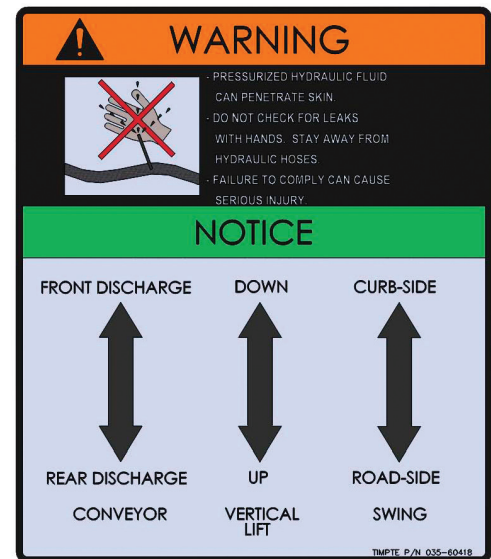 WARNING
- PRESSURIZED HYDRAULIC FLUID
CAN PENETRATE SKIN.
- DO NOT CHECK FOR LEAKS
WITH HANDS. STAY AWAY FROM
HYDRAULIC HOSES.
- FAILURE TO COMPLY CAN CAUSE
SERIOUS INJURY.
NOTICE
FRONT DISCHARGE DOWN CURB-SIDE
REAR DISCHARGE UP ROAD-SIDE
CONVEYOR VERTICAL SWING
LIFT
TIMPTE P/N 035-60418